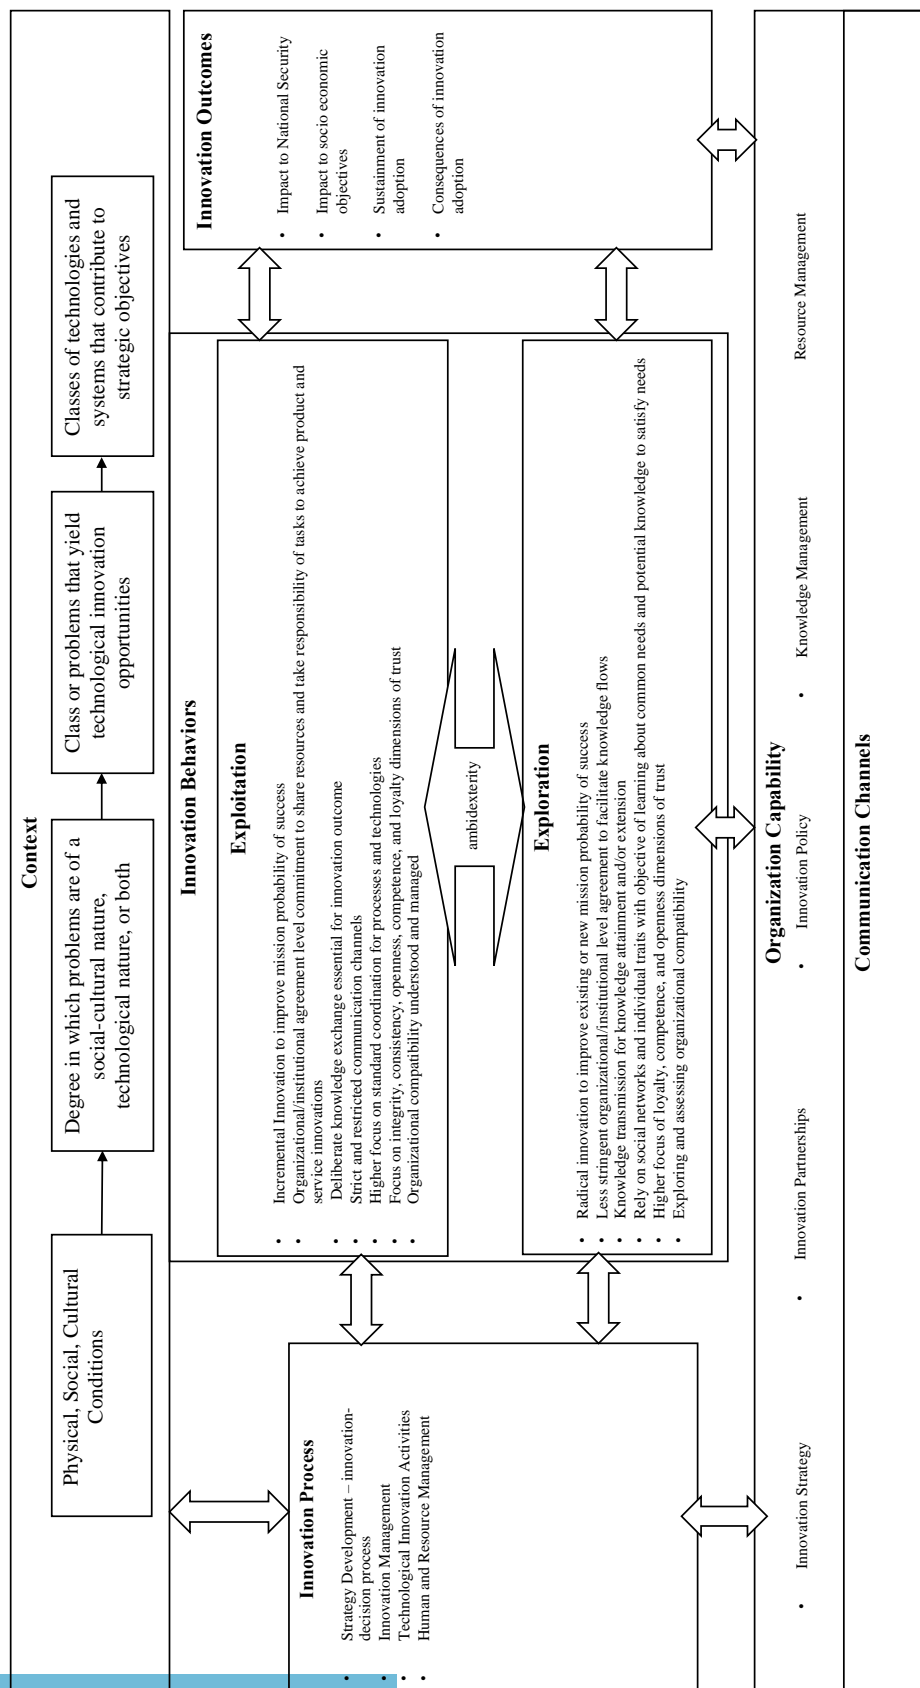 Context
Physical, Social, Cultural
Conditions
Degree in which problems are of a
social-cultural nature,
technological nature, or both
Class or problems that yield
technological innovation
opportunities
Classes of technologies and
systems that contribute to
strategic objectives
Innovation Process
• Strategy Development – innovation-
decision process
• Innovation Management
• Technological Innovation Activities
• Human and Resource Management
Innovation Behaviors
Exploitation
• Incremental Innovation to improve mission probability of success
• Organizational/institutional agreement level commitment to share resources and take responsibility of tasks to achieve product and
service innovations
• Deliberate knowledge exchange essential for innovation outcome
• Strict and restricted communication channels
• Higher focus on standard coordination for processes and technologies
• Focus on integrity, consistency, openness, competence, and loyalty dimensions of trust
• Organizational compatibility understood and managed
ambidexterity
Exploration
• Radical innovation to improve existing or new mission probability of success
• Less stringent organizational/institutional level agreement to facilitate knowledge flows
• Knowledge transmission for knowledge attainment and/or extension
• Rely on social networks and individual traits with objective of learning about common needs and potential knowledge to satisfy needs
• Higher focus of loyalty, competence, and openness dimensions of trust
• Exploring and assessing organizational compatibility
Innovation Outcomes
• Impact to National Security
• Impact to socio economic
objectives
• Sustainment of innovation
adoption
• Consequences of innovation
adoption
Organization Capability
• Innovation Strategy
• Innovation Partnerships
• Innovation Policy
• Knowledge Management
Resource Management
Communication Channels